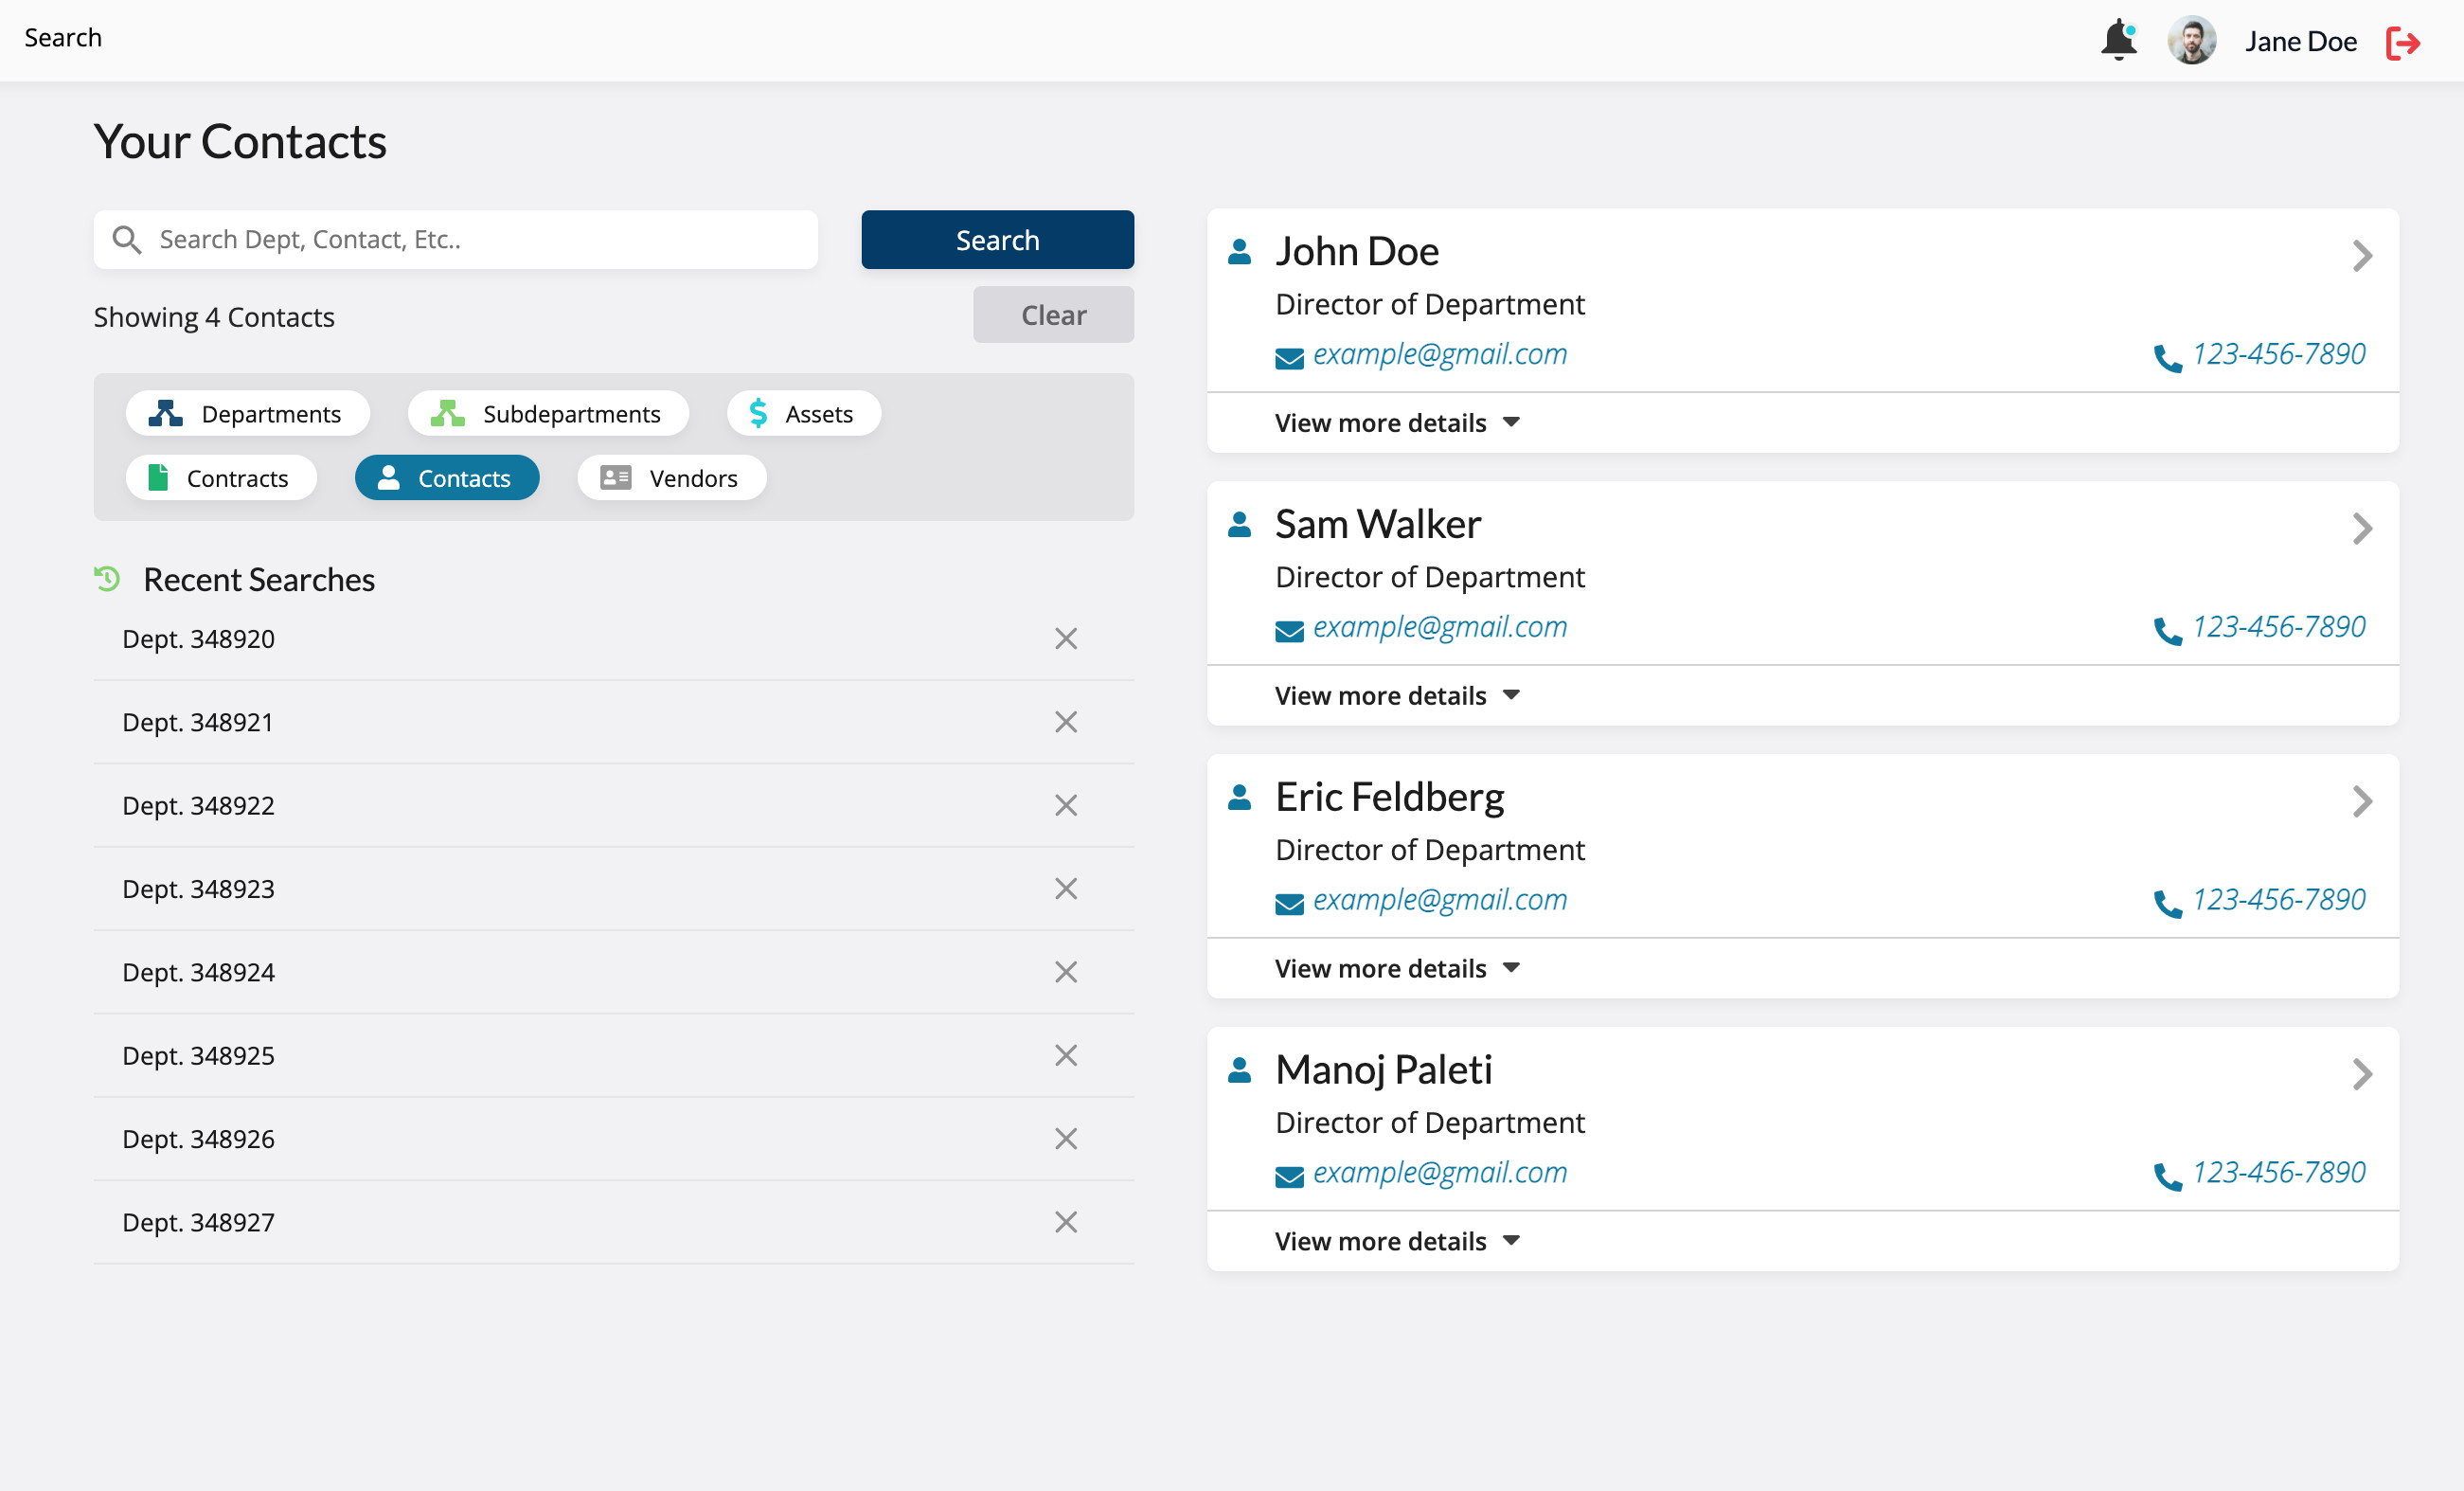 Search
Jane Doe
Your Contacts
Search Dept, Contact, Etc..
Search
Showing 4 Contacts
Clear
Departments
Subdepartments
Assets
Contracts
Contacts
Vendors
Recent Searches
Dept. 348920
Dept. 348921
Dept. 348922
Dept. 348923
Dept. 348924
Dept. 348925
Dept. 348926
Dept. 348927
John Doe
Director of Department
example@gmail.com
123-456-7890
View more details
Sam Walker
Director of Department
example@gmail.com
123-456-7890
View more details
Eric Feldberg
Director of Department
example@gmail.com
123-456-7890
View more details
Manoj Paleti
Director of Department
example@gmail.com
123-456-7890
View more details